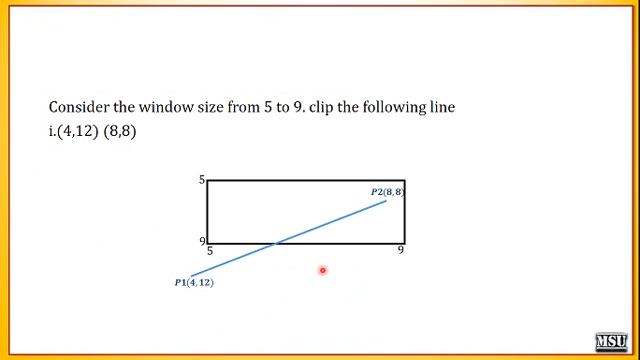 Consider the window size from 5 to 9. clip the following line
i.(4,12) (8,8)
5
P2(8,8)
9
5
9
P1(4,12)
MSU